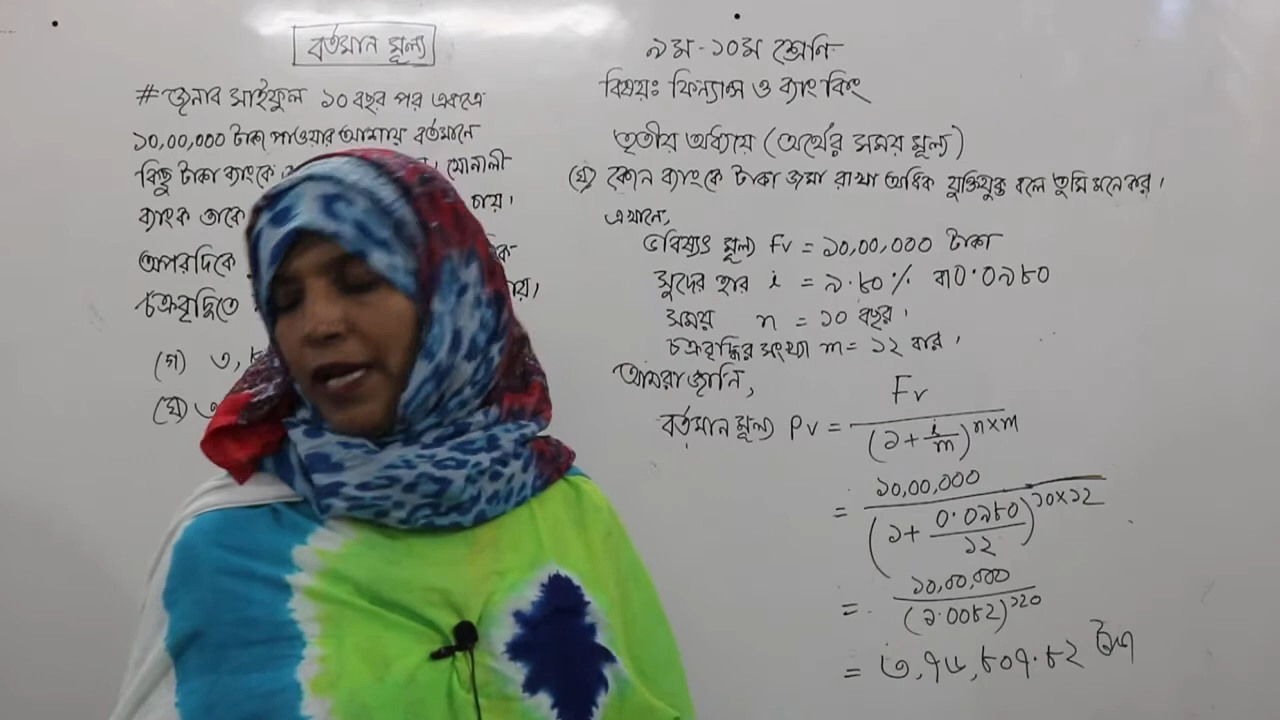 বর্তমান মূল্য
# জনাব সাইফুল ১০ বছর পর একত্রে
১০,০০,০০০ টাকা পাওয়ার আশায় বর্তমানে
কিছু টাকা ব্যাংকে সোনালী
ব্যাংক তাকে চায়।
অপরদিকে
চক্রবৃদ্ধিতে
(গ) ৩,
(ঘ)
৯ম - ১০ম শ্রেণি
বিষয়ঃ ফিন্যান্স ও ব্যাংকিং
তৃতীয় অধ্যায় (অর্থের সময় মূল্য)
(ঘ) কোন ব্যাংকে টাকা জমা রাখা অধিক যুক্তিযুক্ত বলে তুমি মনে কর।
এখানে,
ভবিষ্যৎ মূল্য Fv = ১০,০০,০০০ টাকা
সুদের হার i = ৯.৮০% বা ০.০৯৮০
সময় n = ১০ বছর।
চক্রবৃদ্ধির সংখ্যা m = ১২ বার।
আমরা জানি,
বর্তমান মূল্য Pv = Fv / (১ + i/m)^n×m
= ১০,০০,০০০ / (১ + ০.০৯৮০/১২)^১০×১২
= ১০,০০,০০০ / (১.০০৮২)^১২০
= ৩,৭৬,৮০৭.৮২ টাকা